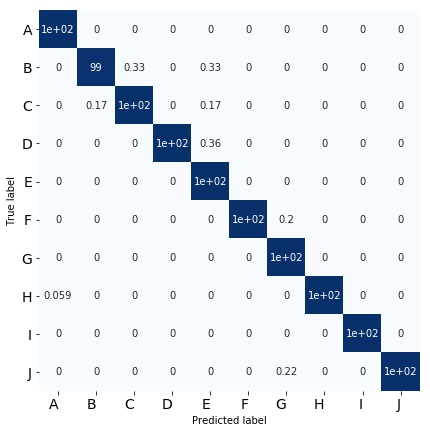 A 1e+02 0 0 0 0 0 0 0 0 0
B 0 99 0.33 0 0.33 0 0 0 0 0
C 0 0.17 1e+02 0 0.17 0 0 0 0 0
D 0 0 0 1e+02 0.36 0 0 0 0 0
E 0 0 0 0 1e+02 0 0 0 0 0
F 0 0 0 0 0 1e+02 0.2 0 0 0
G 0 0 0 0 0 0 1e+02 0 0 0
H 0.059 0 0 0 0 0 0 1e+02 0 0
I 0 0 0 0 0 0 0 0 1e+02 0
J 0 0 0 0 0 0 0.22 0 0 1e+02
A B C D E F G H I J
Predicted label
True label